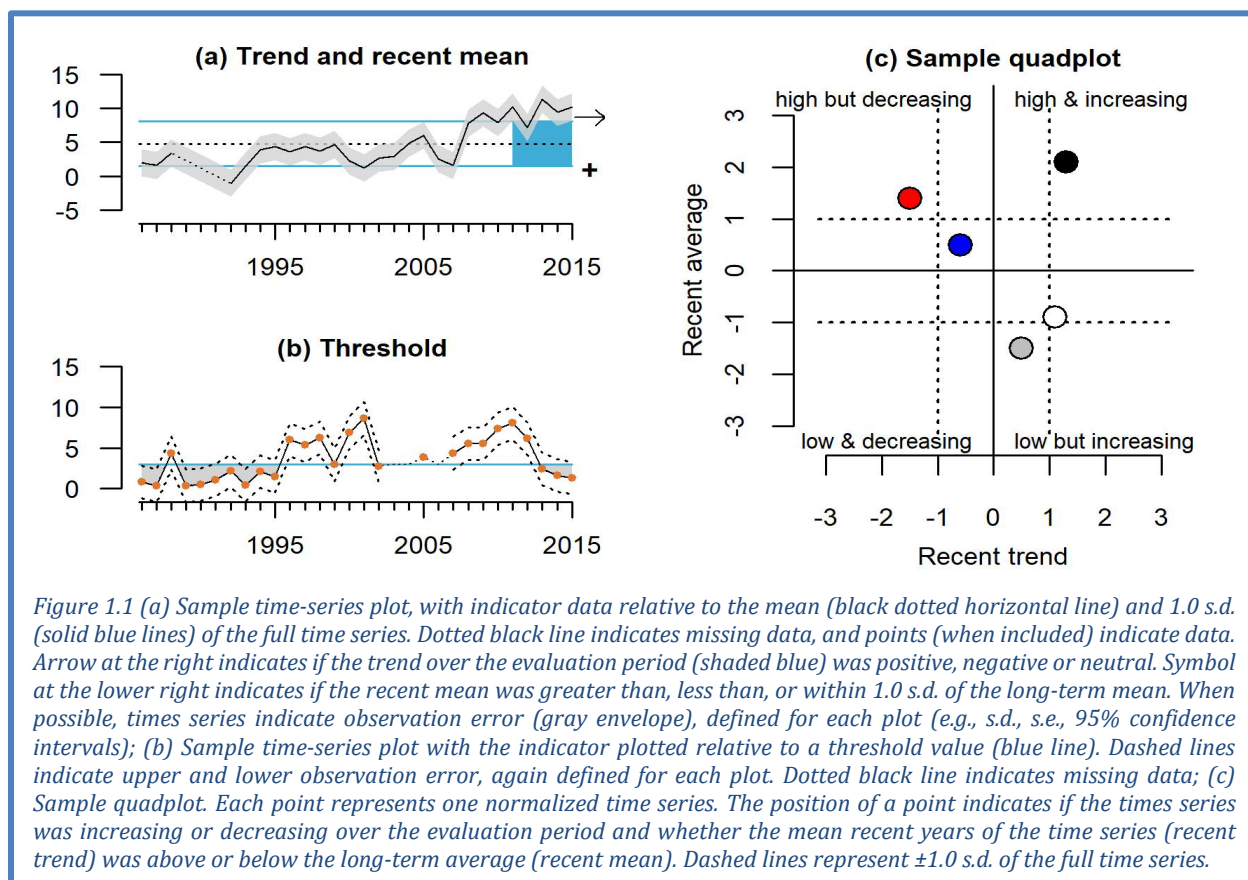 (a) Trend and recent mean
15
10
5
0
-5
+
1995
2005
2015
(b) Threshold
15
10
5
0
1995
2005
2015
(c) Sample quadplot
high but decreasing
high & increasing
Recent average
3
2
1
0
-1
-2
-3
low & decreasing
low but increasing
-3
-2
-1
0
1
2
3
Recent trend
Figure 1.1 (a) Sample time-series plot, with indicator data relative to the mean (black dotted horizontal line) and 1.0 s.d.
(solid blue lines) of the full time series. Dotted black line indicates missing data, and points (when included) indicate data.
Arrow at the right indicates if the trend over the evaluation period (shaded blue) was positive, negative or neutral. Symbol
at the lower right indicates if the recent mean was greater than, less than, or within 1.0 s.d. of the long-term mean. When
possible, times series indicate observation error (gray envelope), defined for each plot (e.g., s.d., s.e., 95% confidence
intervals); (b) Sample time-series plot with the indicator plotted relative to a threshold value (blue line). Dashed lines
indicate upper and lower observation error, again defined for each plot. Dotted black line indicates missing data; (c)
Sample quadplot. Each point represents one normalized time series. The position of a point indicates if the times series
was increasing or decreasing over the evaluation period and whether the mean recent years of the time series (recent
trend) was above or below the long-term average (recent mean). Dashed lines represent ±1.0 s.d. of the full time series.